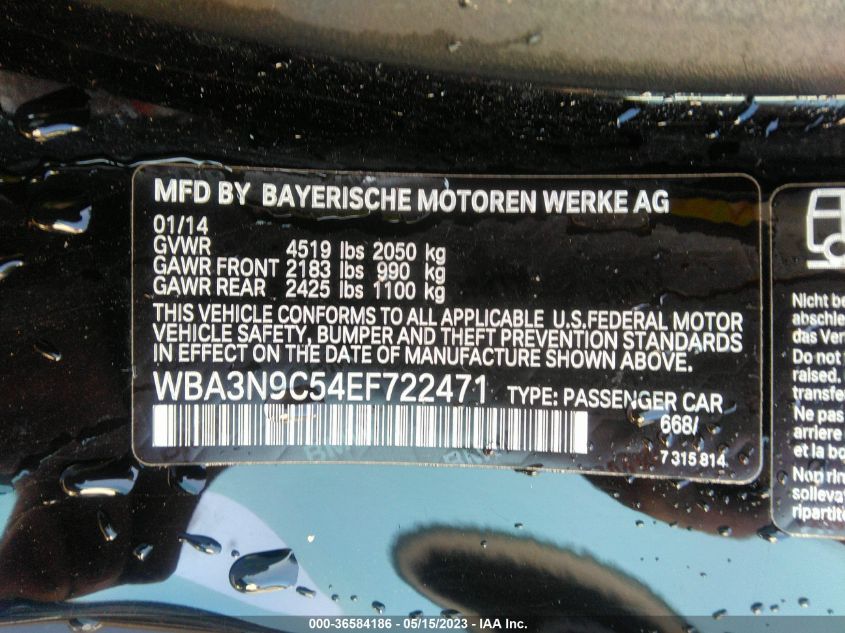 MFD BY BAYERISCHE MOTOREN WERKE AG
01/14
GVWR 4519 lbs 2050 kg
GAWR FRONT 2183 lbs 990 kg
GAWR REAR 2425 lbs 1100 kg
THIS VEHICLE CONFORMS TO ALL APPLICABLE U.S.FEDERAL MOTOR
VEHICLE SAFETY, BUMPER AND THEFT PREVENTION STANDARDS
IN EFFECT ON THE DATE OF MANUFACTURE SHOWN ABOVE.
WBA3N9C54EF722471 TYPE: PASSENGER CAR
668/
7 315 814
Nicht be
abschle
das Ver
Do not
raised.
transfe
Ne pas
arriere
et la bo
Non rim
sollevat
ripartito
000-36584186 - 05/15/2023 - IAA Inc.